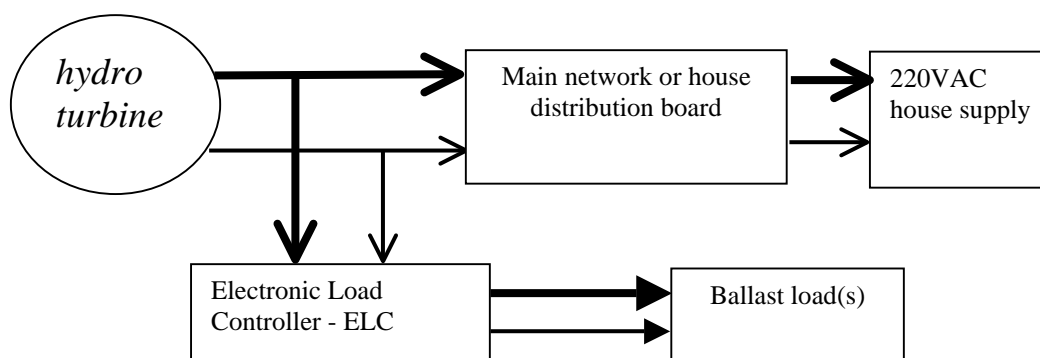 hydro
turbine
Main network or house
distribution board
220VAC
house supply
Electronic Load
Controller - ELC
Ballast load(s)